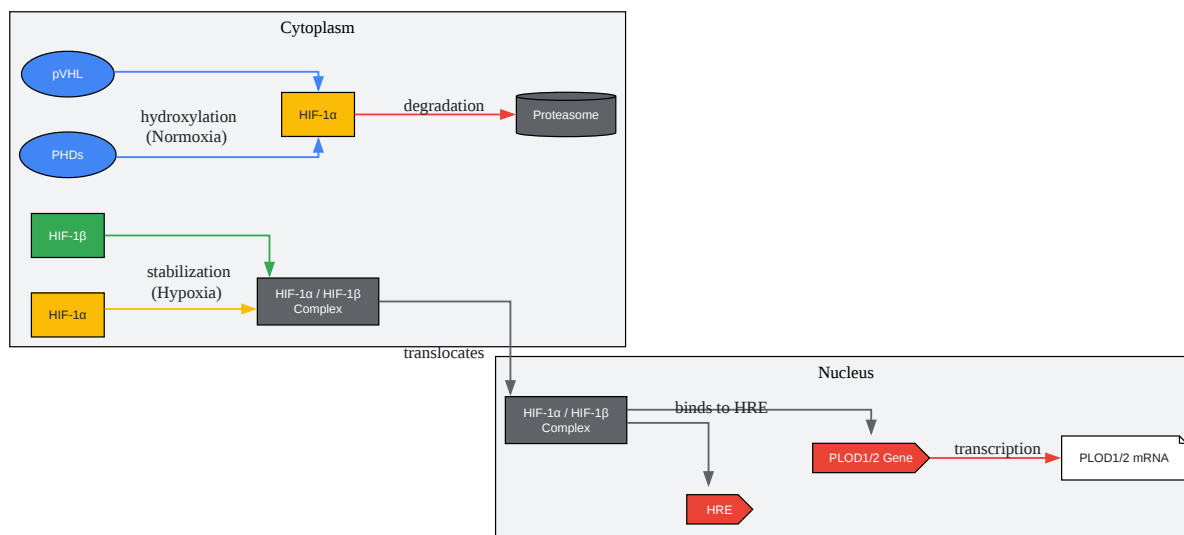 Cytoplasm
pVHL
hydroxylation
(Normoxia)
PHDs
HIF-1α
degradation
Proteasome
HIF-1β
stabilization
(Hypoxia)
HIF-1α
HIF-1α / HIF-1β
Complex
translocates
Nucleus
HIF-1α / HIF-1β
Complex
binds to HRE
PLOD1/2 Gene
transcription
PLOD1/2 mRNA
HRE